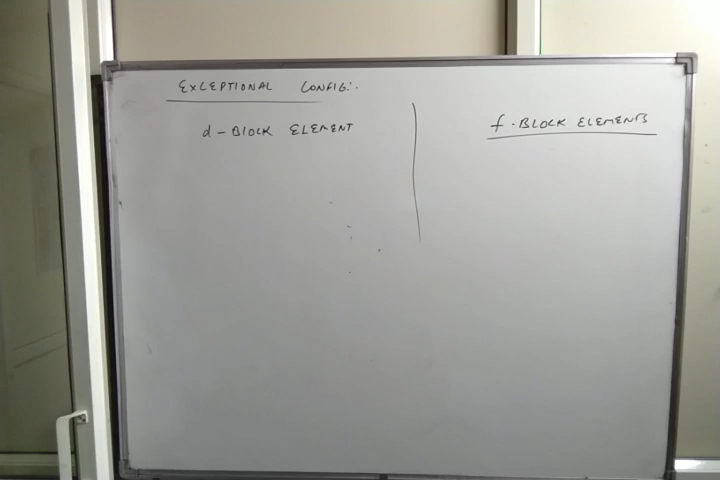 EXCEPTIONAL CONFIG:.
d - BLOCK ELEMENT
f - BLOCK ELEMENTS